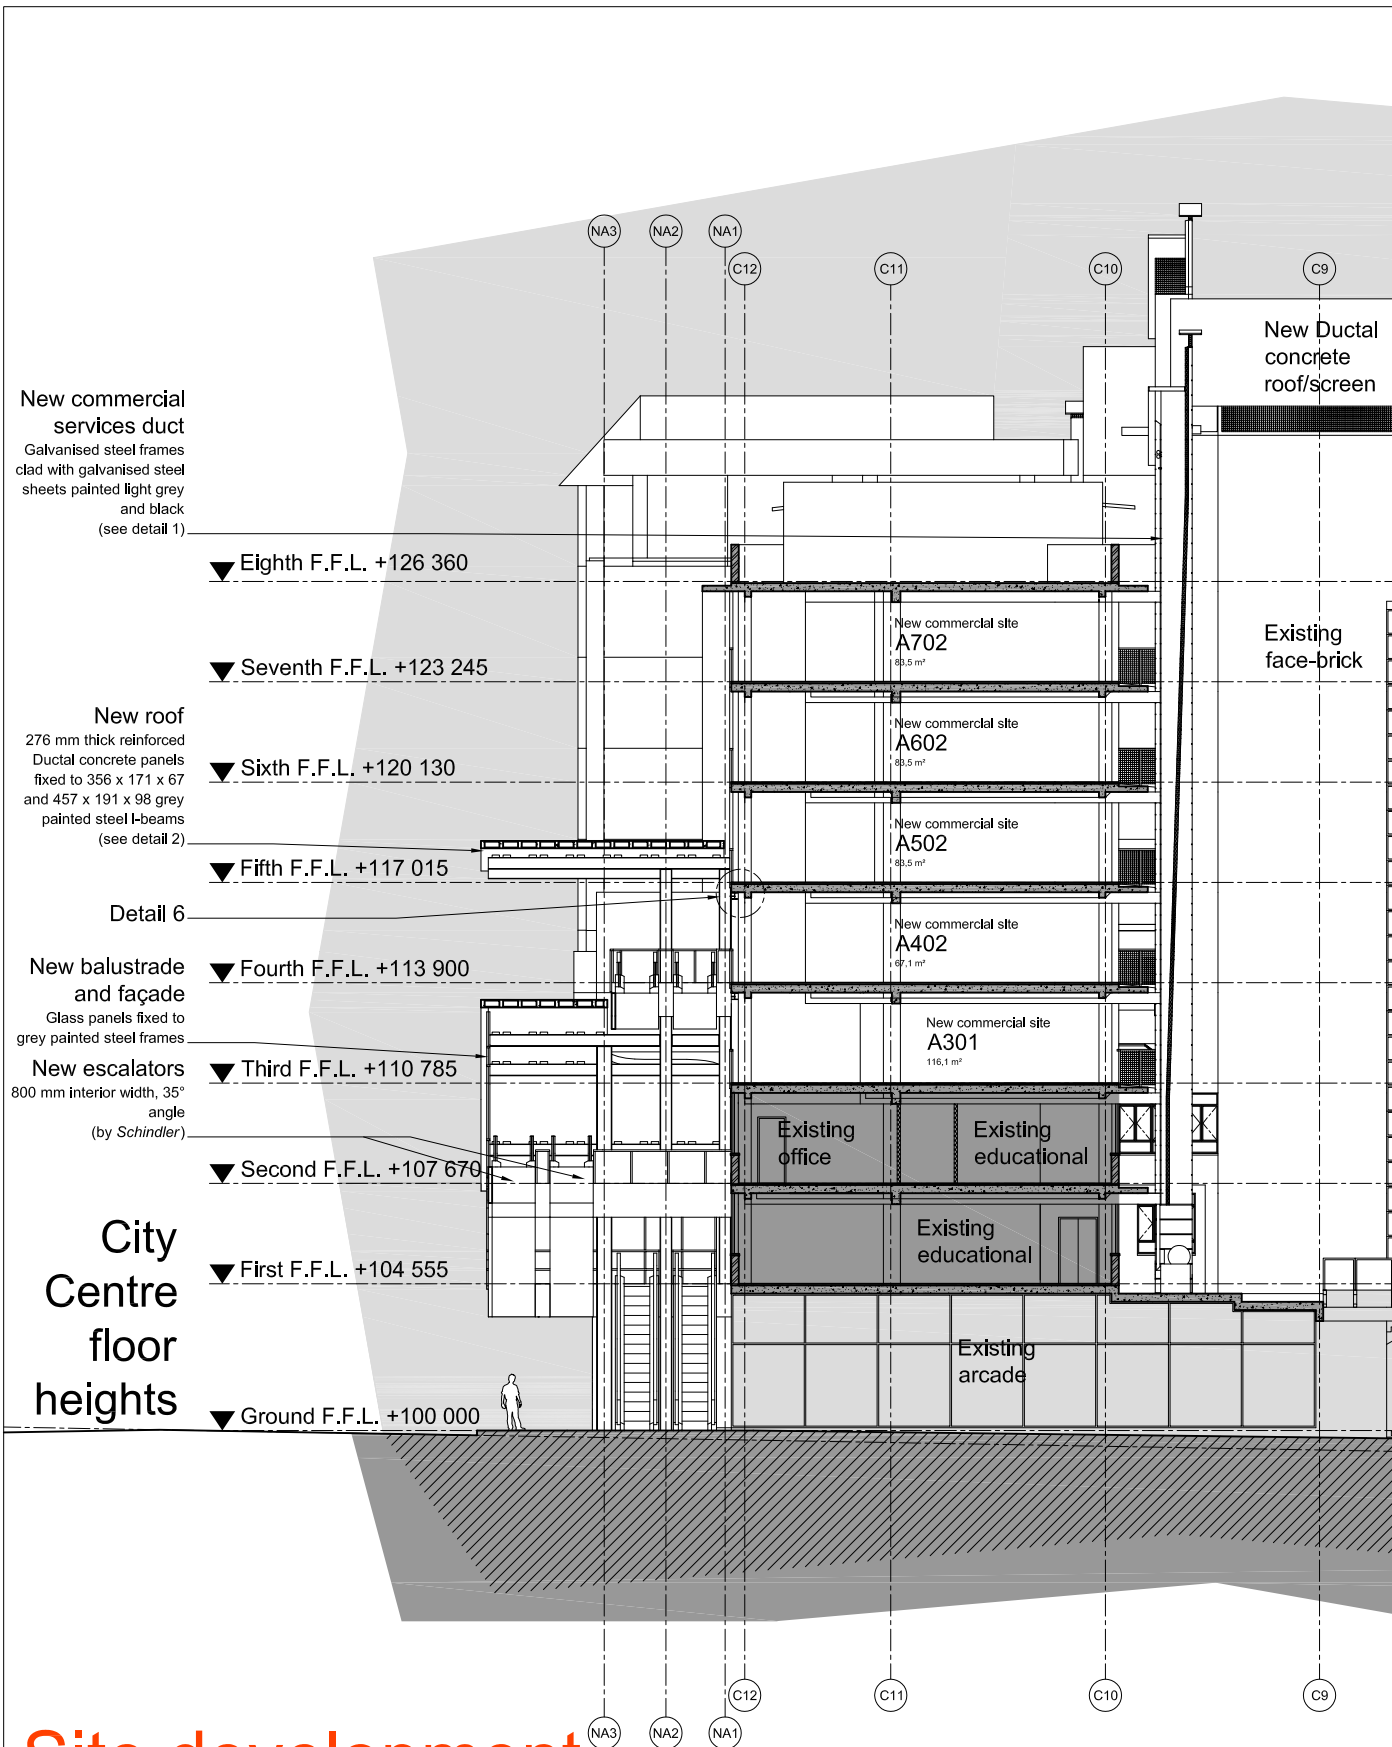 NA3
NA2
NA1
C12
C11
C10
C9
New Ductal
concrete
roof/screen
New commercial
services duct
Galvanised steel frames
clad with galvanised steel
sheets painted light grey
and black
(see detail 1)
Eighth F.F.L. +126 360
New commercial site
A702
83,5 m²
Existing
face-brick
Seventh F.F.L. +123 245
New roof
276 mm thick reinforced
Ductal concrete panels
fixed to 356 x 171 x 67
and 457 x 191 x 98 grey
painted steel I-beams
(see detail 2)
New commercial site
A602
83,5 m²
Sixth F.F.L. +120 130
New commercial site
A502
83,5 m²
Fifth F.F.L. +117 015
Detail 6
New commercial site
A402
67,1 m²
New balustrade
and façade
Glass panels fixed to
grey painted steel frames
Fourth F.F.L. +113 900
New commercial site
A301
116,1 m²
New escalators
800 mm interior width, 35°
angle
(by Schindler)
Third F.F.L. +110 785
Existing
office
Existing
educational
Second F.F.L. +107 670
Existing
educational
City
Centre
floor
heights
First F.F.L. +104 555
Existing
arcade
Ground F.F.L. +100 000
C12
C11
C10
C9
NA3
NA2
NA1
Site development